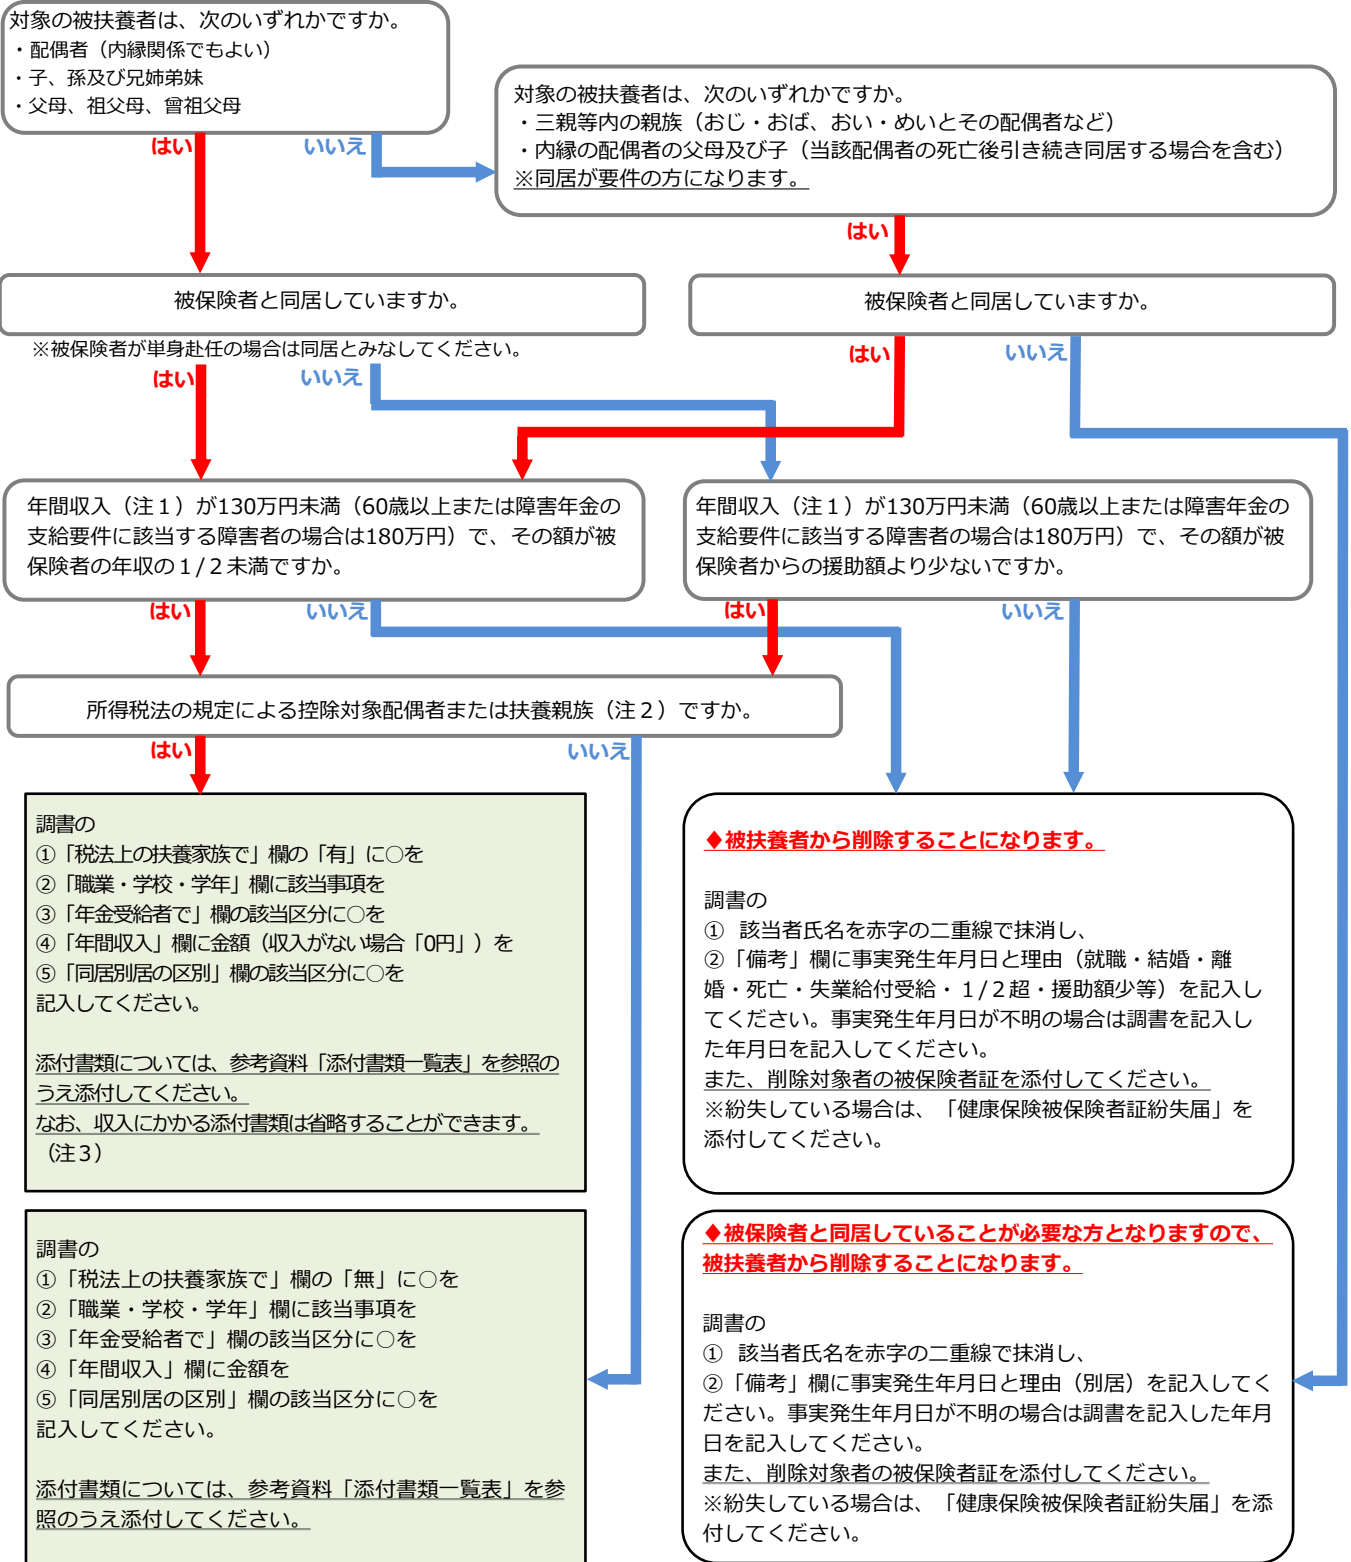 対象の被扶養者は、次のいずれかですか。
・配偶者（内縁関係でもよい）
・子、孫及び兄姉弟妹
・父母、祖父母、曾祖父母
対象の被扶養者は、次のいずれかですか。
・三親等内の親族（おじ・おば、おい・めいとその配偶者など）
・内縁の配偶者の父母及び子（当該配偶者の死亡後引き続き同居する場合を含む）
※同居が要件の方になります。
はい
いいえ
はい
被保険者と同居していますか。
被保険者と同居していますか。
※被保険者が単身赴任の場合は同居とみなしてください。
はい
いいえ
はい
いいえ
年間収入（注１）が130万円未満（60歳以上または障害年金の
支給要件に該当する障害者の場合は180万円）で、その額が被
保険者の年収の１/２未満ですか。
年間収入（注１）が130万円未満（60歳以上または障害年金の
支給要件に該当する障害者の場合は180万円）で、その額が被
保険者からの援助額より少ないですか。
はい
いいえ
はい
いいえ
所得税法の規定による控除対象配偶者または扶養親族（注２）ですか。
はい
いいえ
調書の
①「税法上の扶養家族で」欄の「有」に○を
②「職業・学校・学年」欄に該当事項を
③「年金受給者で」欄の該当区分に○を
④「年間収入」欄に金額（収入がない場合「0円」）を
⑤「同居別居の区別」欄の該当区分に○を
記入してください。
添付書類については、参考資料「添付書類一覧表」を参照の
うえ添付してください。
なお、収入にかかる添付書類は省略することができます。
（注３）
♦被扶養者から削除することになります。
調書の
① 該当者氏名を赤字の二重線で抹消し、
②「備考」欄に事実発生年月日と理由（就職・結婚・離
婚・死亡・失業給付受給・１/２超・援助額少等）を記入し
てください。事実発生年月日が不明の場合は調書を記入し
た年月日を記入してください。
また、削除対象者の被保険者証を添付してください。
※紛失している場合は、「健康保険被保険者証紛失届」を
添付してください。
調書の
①「税法上の扶養家族で」欄の「無」に○を
②「職業・学校・学年」欄に該当事項を
③「年金受給者で」欄の該当区分に○を
④「年間収入」欄に金額を
⑤「同居別居の区別」欄の該当区分に○を
記入してください。
添付書類については、参考資料「添付書類一覧表」を参
照のうえ添付してください。
♦被保険者と同居していることが必要な方となりますので、
被扶養者から削除することになります。
調書の
① 該当者氏名を赤字の二重線で抹消し、
②「備考」欄に事実発生年月日と理由（別居）を記入してく
ださい。事実発生年月日が不明の場合は調書を記入した年月
日を記入してください。
また、削除対象者の被保険者証を添付してください。
※紛失している場合は、「健康保険被保険者証紛失届」を添
付してください。